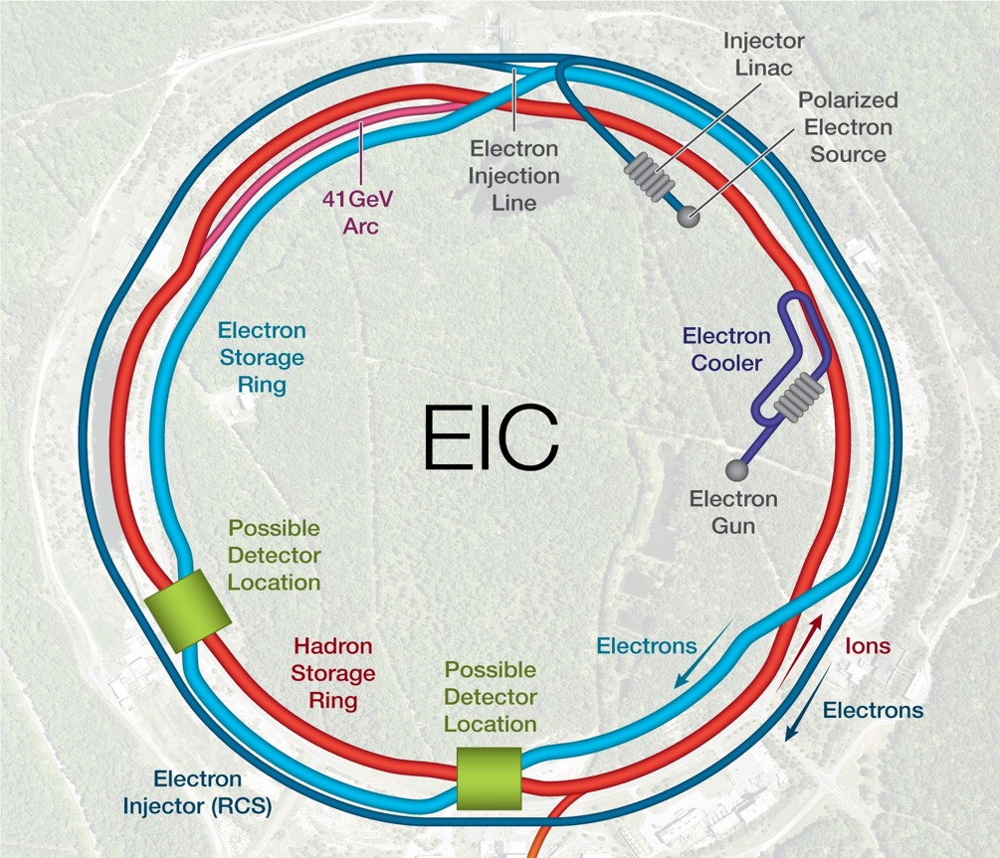 Injector
Linac
Polarized
Electron
Source
Electron
Injection
Line
41GeV
Arc
Electron
Storage
Ring
Electron
Cooler
EIC
Electron
Gun
Possible
Detector
Location
Hadron
Storage
Ring
Possible
Detector
Location
Electrons
Ions
Electrons
Electron
Injector (RCS)